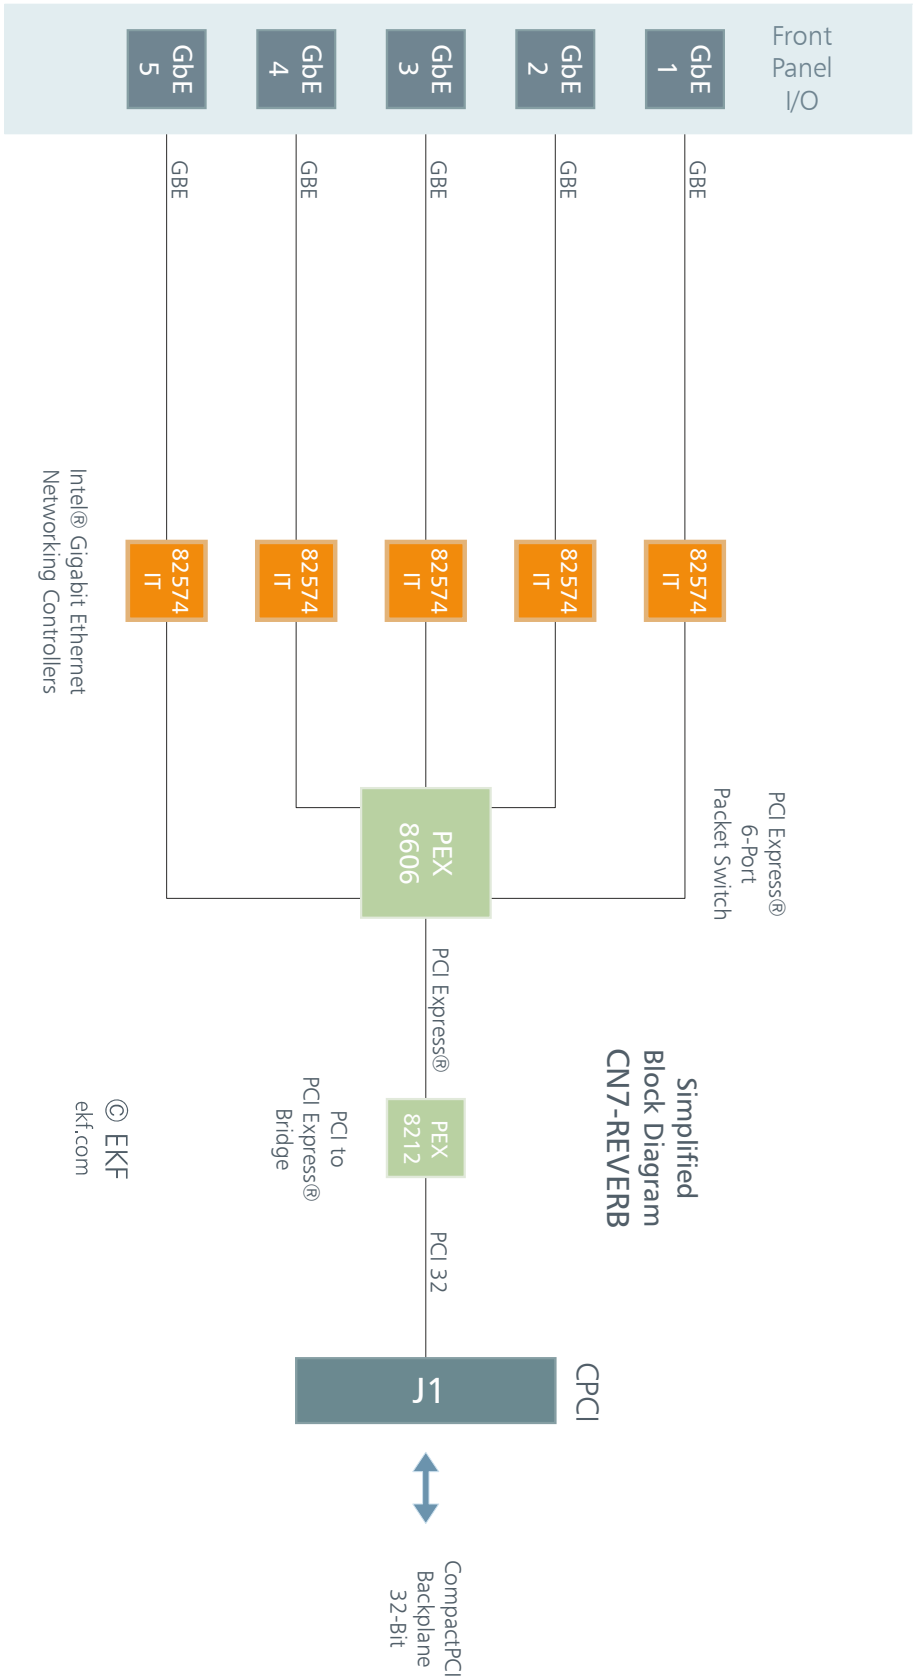 Front
Panel
I/O
GbE
1
GbE
2
GbE
3
GbE
4
GbE
5
GBE
GBE
GBE
GBE
GBE
82574
IT
82574
IT
82574
IT
82574
IT
82574
IT
Intel® Gigabit Ethernet
Networking Controllers
PCI Express®
6-Port
Packet Switch
PEX
8606
PCI Express®
Simplified
Block Diagram
CN7-REVERB
PEX
8212
PCI to
PCI Express®
Bridge
© EKF
ekf.com
PCI 32
CPCI
J1
CompactPCI
Backplane
32-Bit